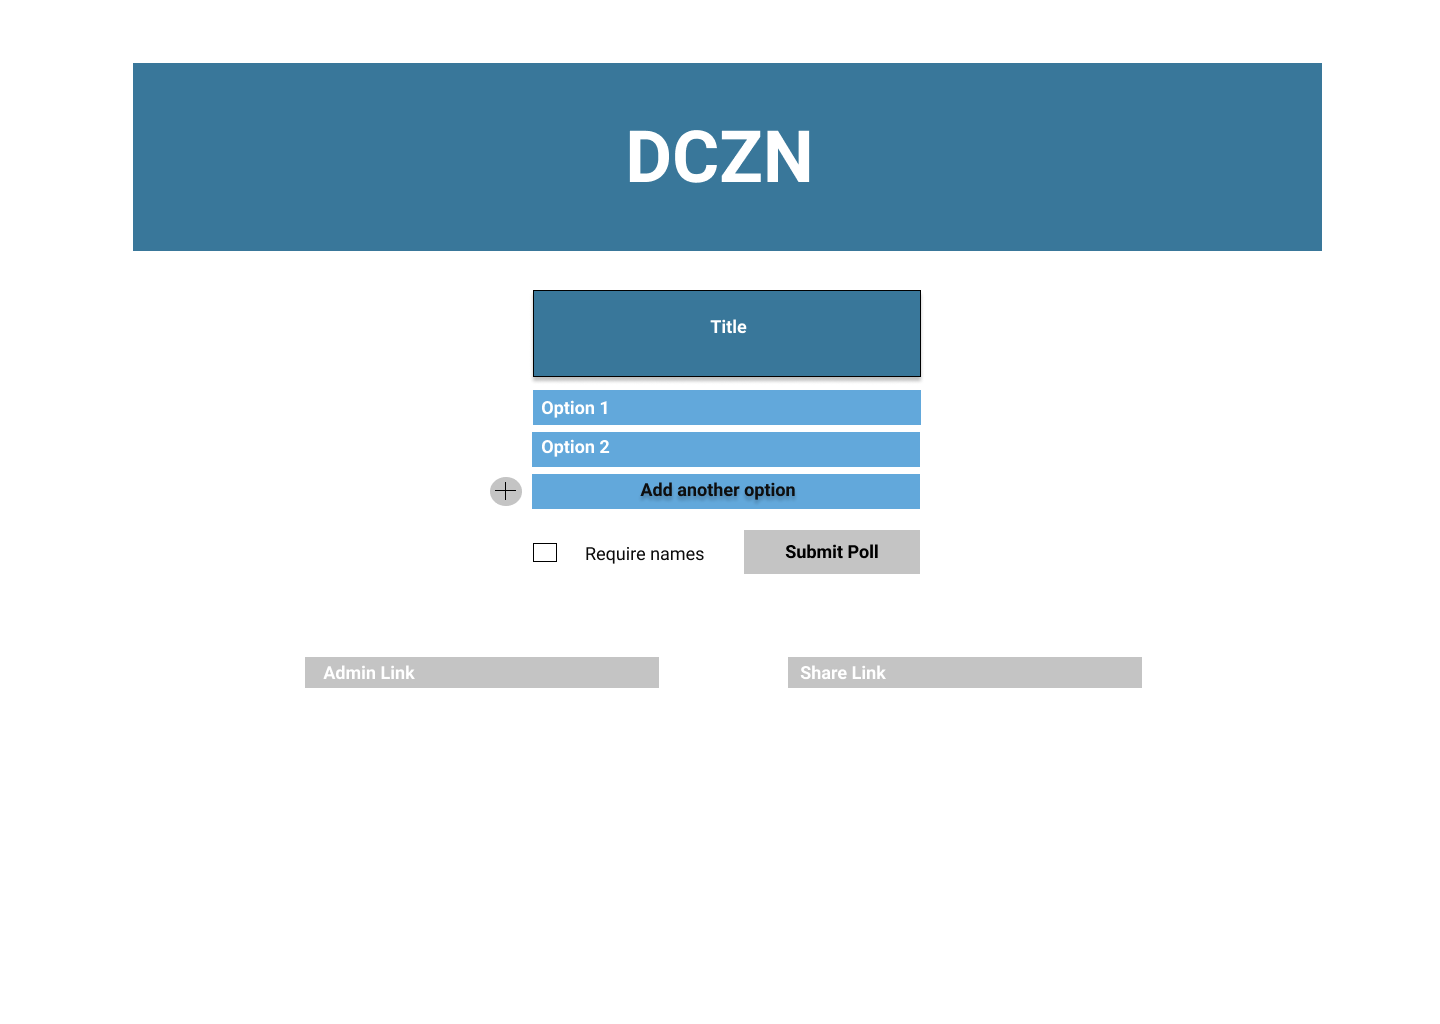 DCZN
Title
Option 1
Option 2
Add another option
Require names
Submit Poll
Admin Link
Share Link